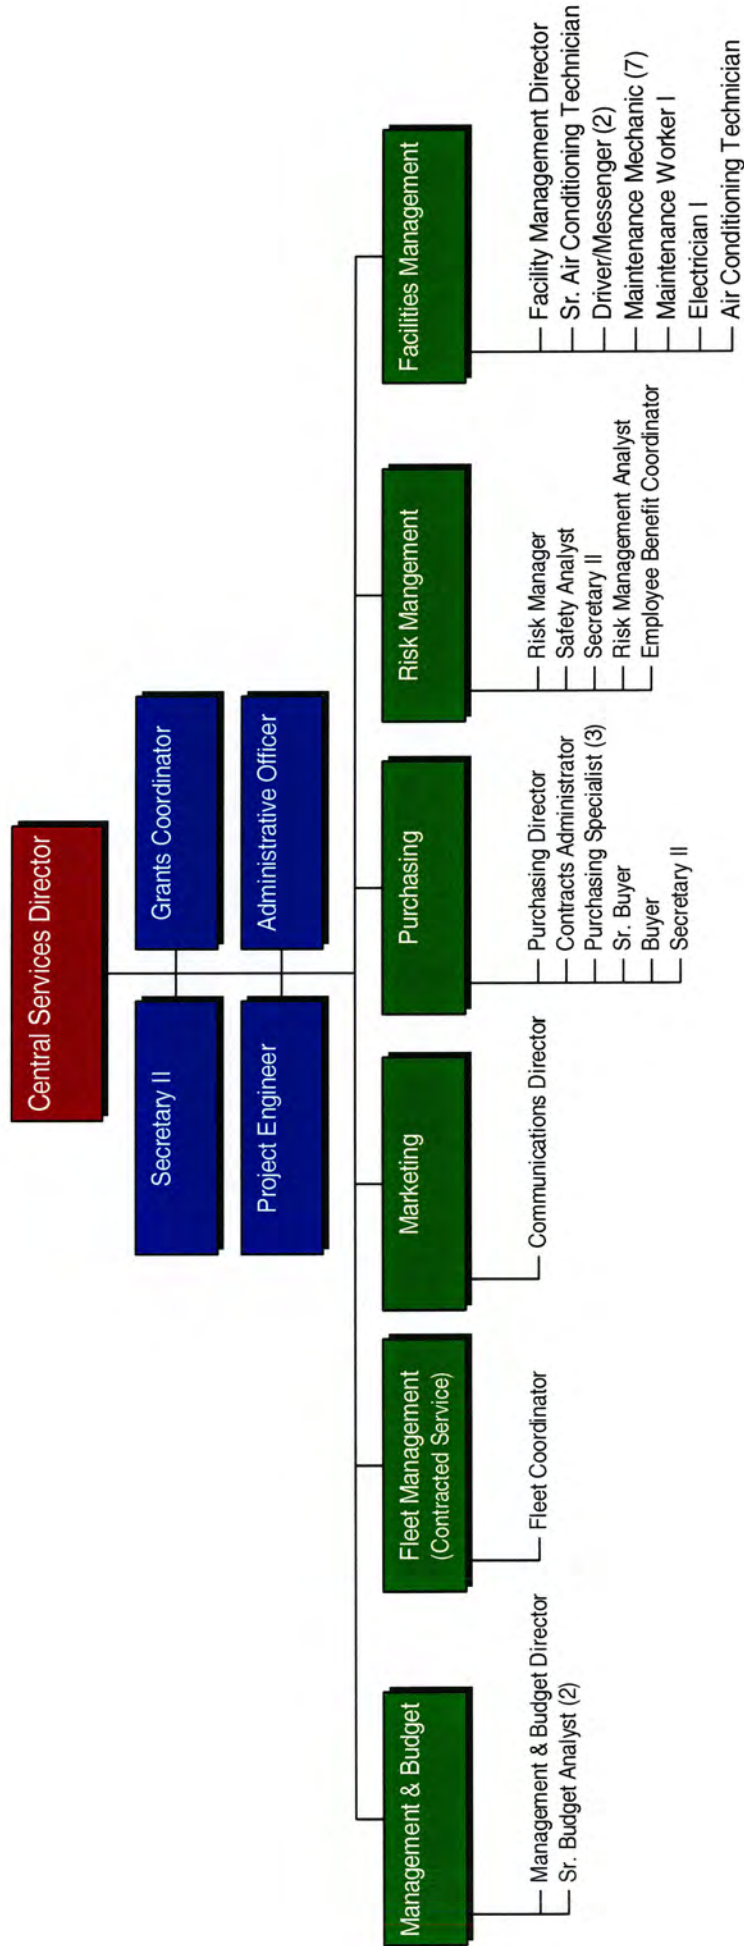 Central Services Director
Secretary II
Grants Coordinator
Project Engineer
Administrative Officer
Management & Budget
Management & Budget Director
Sr. Budget Analyst (2)
Fleet Management
(Contracted Service)
Fleet Coordinator
Marketing
Communications Director
Purchasing
Purchasing Director
Contracts Administrator
Purchasing Specialist (3)
Sr. Buyer
Buyer
Secretary II
Risk Mangement
Risk Manager
Safety Analyst
Secretary II
Risk Management Analyst
Employee Benefit Coordinator
Facilities Management
Facility Management Director
Sr. Air Conditioning Technician
Driver/Messenger (2)
Maintenance Mechanic (7)
Maintenance Worker I
Electrician I
Air Conditioning Technician